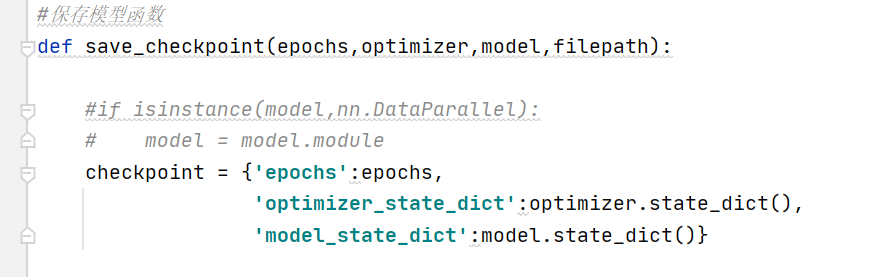 #保存模型函数
def save_checkpoint(epochs,optimizer,model,filepath):
#if isinstance(model,nn.DataParallel):
#    model = model.module
checkpoint = {'epochs':epochs,
'optimizer_state_dict':optimizer.state_dict(),
'model_state_dict':model.state_dict()}